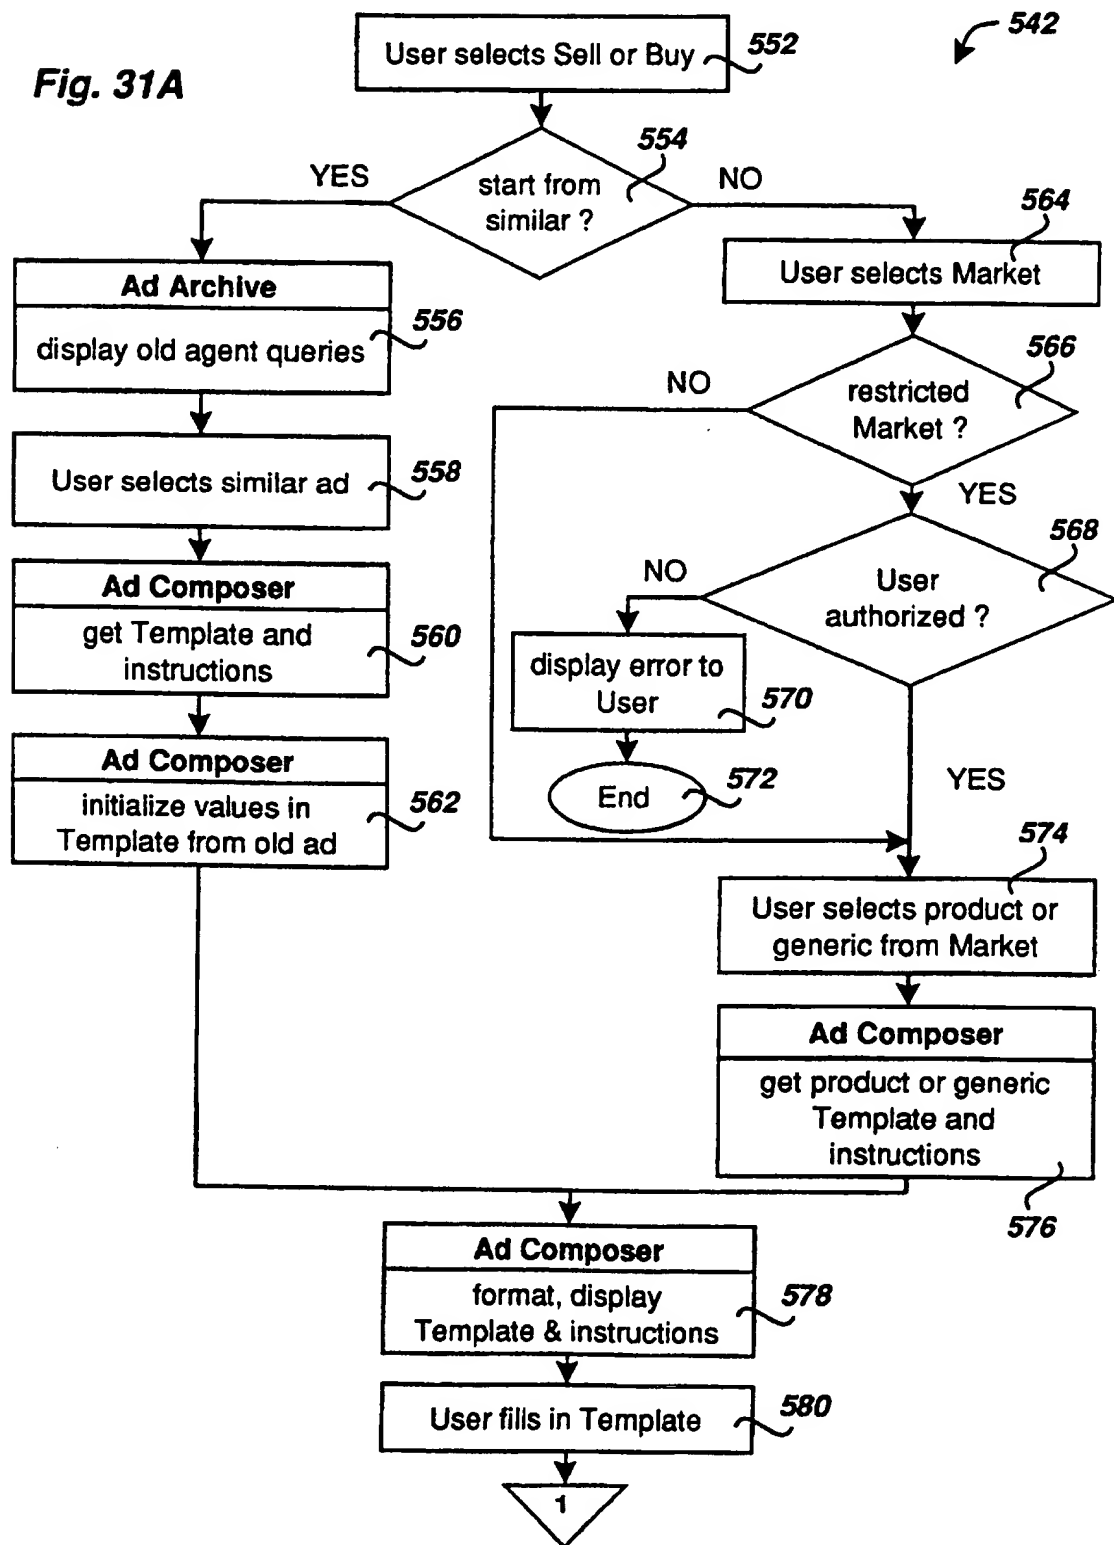 Fig. 31A
542
User selects Sell or Buy
552
554
YES
start from
similar ?
NO
564
User selects Market
Ad Archive
display old agent queries
556
566
NO
restricted
Market ?
YES
User selects similar ad
558
568
NO
User
authorized ?
Ad Composer
get Template and
instructions
560
display error to
User
570
Ad Composer
initialize values in
Template from old ad
562
End
572
YES
574
User selects product or
generic from Market
Ad Composer
get product or generic
Template and
instructions
576
Ad Composer
format, display
Template & instructions
578
User fills in Template
580
1